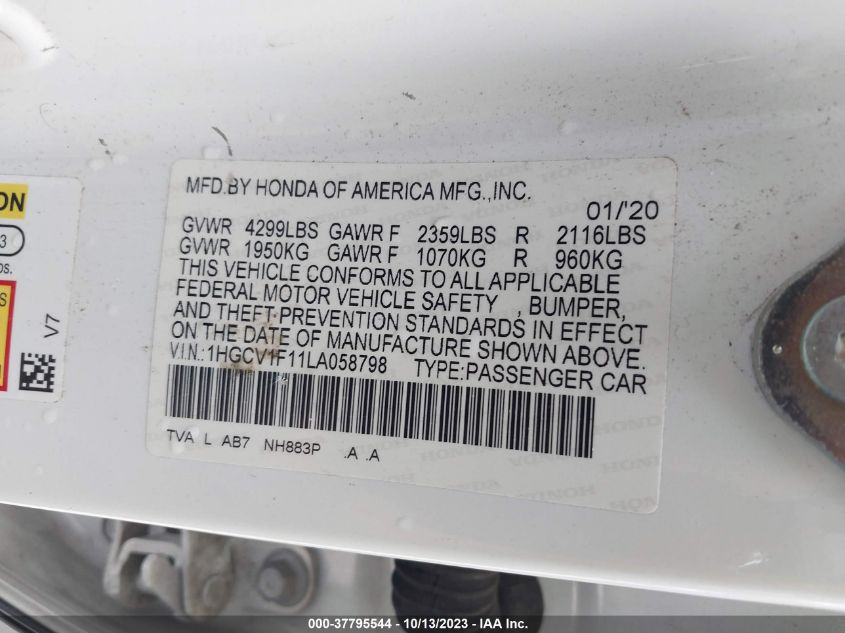 MFD.BY HONDA OF AMERICA MFG.,INC.
01/'20
GVWR 4299LBS GAWR F 2359LBS R 2116LBS
GVWR 1950KG GAWR F 1070KG R 960KG
THIS VEHICLE CONFORMS TO ALL APPLICABLE
FEDERAL MOTOR VEHICLE SAFETY , BUMPER,
AND THEFT PREVENTION STANDARDS IN EFFECT
ON THE DATE OF MANUFACTURE SHOWN ABOVE.
V.I.N.:1HGCV1F11LA058798 TYPE:PASSENGER CAR
TVA L AB7 NH883P .A .A
ON
3
os.
S
V7
HONDA
000-37795544 - 10/13/2023 - IAA Inc.